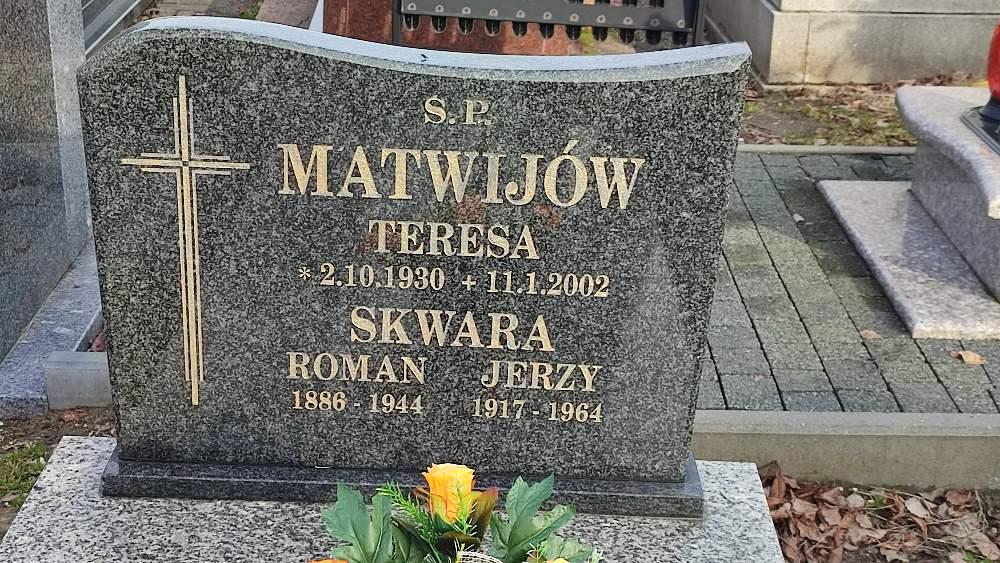 Ś.P.
MATWIJÓW
TERESA
* 2.10.1930 + 11.1.2002
SKWARA
ROMAN JERZY
1886 - 1944 1917 - 1964